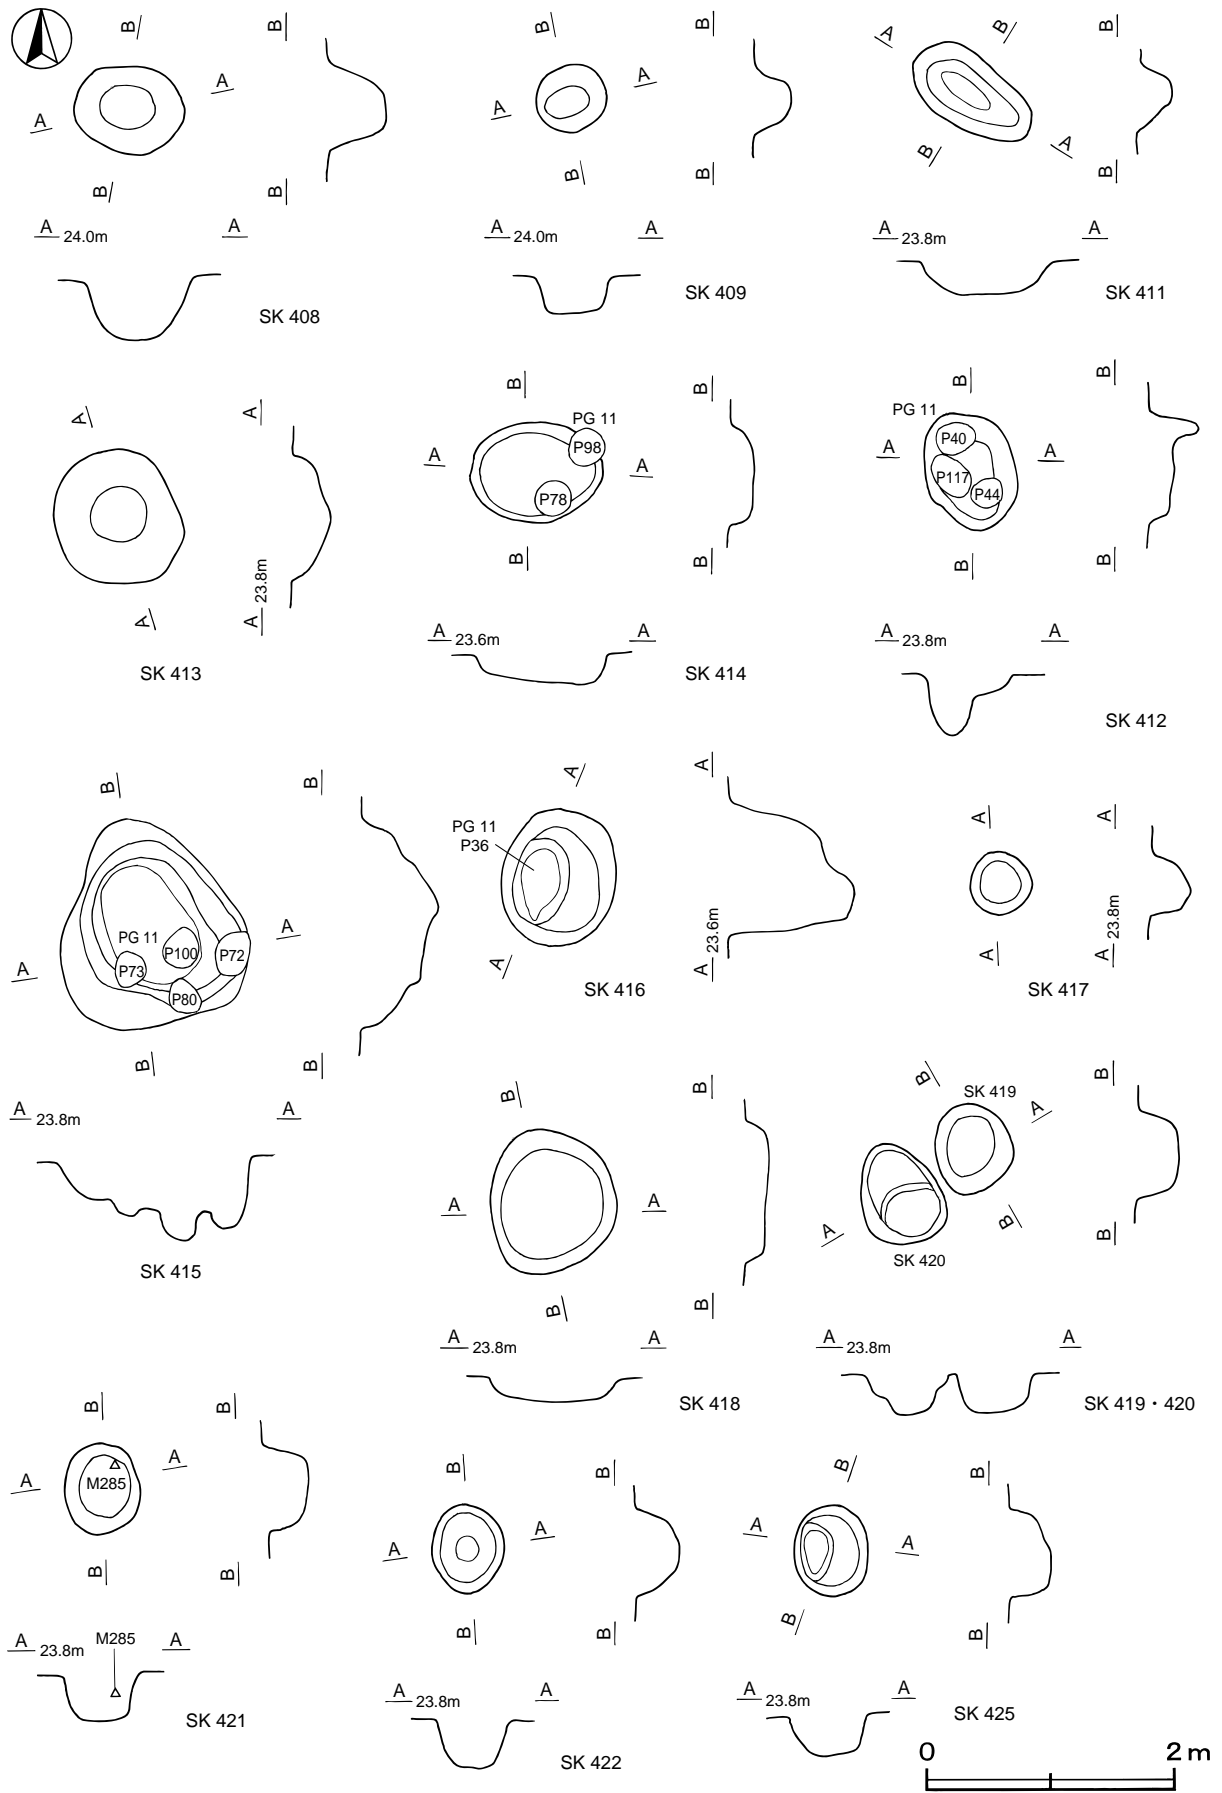 B B B B A B B
A A A A
A A
B B B B B A B
A 24.0m A A 24.0m A A 23.8m A
SK 408 SK 409 SK 411
A A B B B B
PG 11 PG 11
P98 P40
A A A A
P78 P117 P44
B B B B
A A 23.8m
A 23.6m A A 23.8m A
SK 413 SK 414 SK 412
B B A A A A
PG 11
P36
A PG 11 P100 P72
A P73
P80
A A 23.6m A A 23.8m
SK 416 SK 417
B B
A 23.8m A
SK 415
B B B SK 419 A B
A A
A B B
SK 420
B B
A 23.8m A A 23.8m A
SK 418 SK 419・420
B B
A M285 A
B B
B B B B
A A A A
B B B B
A 23.8m M285 A
SK 421
A 23.8m A A 23.8m A
SK 422 SK 425
0 2 m